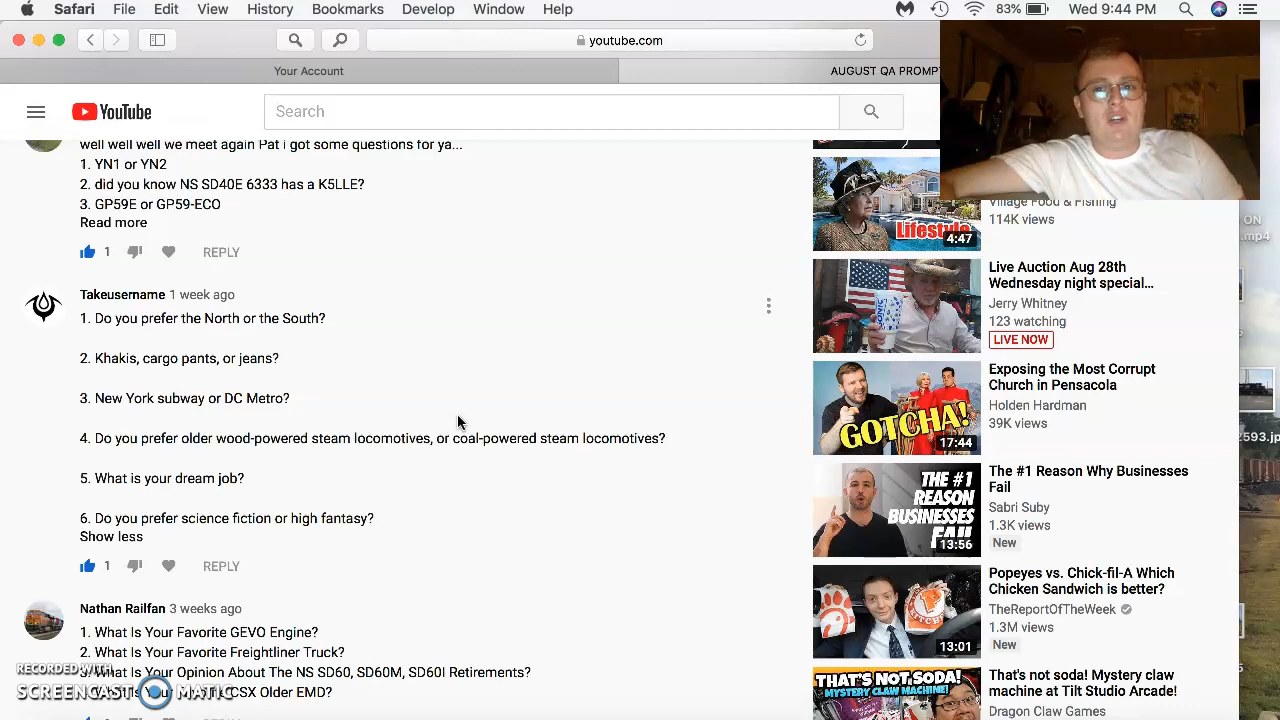 Safari File Edit View History Bookmarks Develop Window Help 83% Wed 9:44 PM
youtube.com
Your Account
AUGUST QA PROMP
YouTube
Search
well well well we meet again Pat i got some questions for ya...
1. YN1 or YN2
2. did you know NS SD40E 6333 has a K5LLE?
3. GP59E or GP59-ECO
Read more
1 REPLY
Takeusername 1 week ago
1. Do you prefer the North or the South?
2. Khakis, cargo pants, or jeans?
3. New York subway or DC Metro?
4. Do you prefer older wood-powered steam locomotives, or coal-powered steam locomotives?
5. What is your dream job?
6. Do you prefer science fiction or high fantasy?
Show less
1 REPLY
Nathan Railfan 3 weeks ago
1. What Is Your Favorite GEVO Engine?
2. What Is Your Favorite Freight Truck?
What Is Your Opinion About The NS SD60, SD60M, SD60I Retirements?
CSX Older EMD?
RECORDED WITH
SCREENCAST MATIC
Village Food & Fishing
114K views
Lifestyle
4:47
Live Auction Aug 28th
Wednesday night special...
Jerry Whitney
123 watching
LIVE NOW
SONIC
Exposing the Most Corrupt
Church in Pensacola
Holden Hardman
39K views
GOTCHA!
17:44
The #1 Reason Why Businesses
Fail
Sabri Suby
1.3K views
New
THE #1
REASON
BUSINESSES
FAIL
13:56
Popeyes vs. Chick-fil-A Which
Chicken Sandwich is better?
TheReportOfTheWeek
1.3M views
New
13:01
That's not soda! Mystery claw
machine at Tilt Studio Arcade!
Dragon Claw Games
THAT'S NOT SODA!
MYSTERY CLAW MACHINE!
ON
.mp4
2593.jp